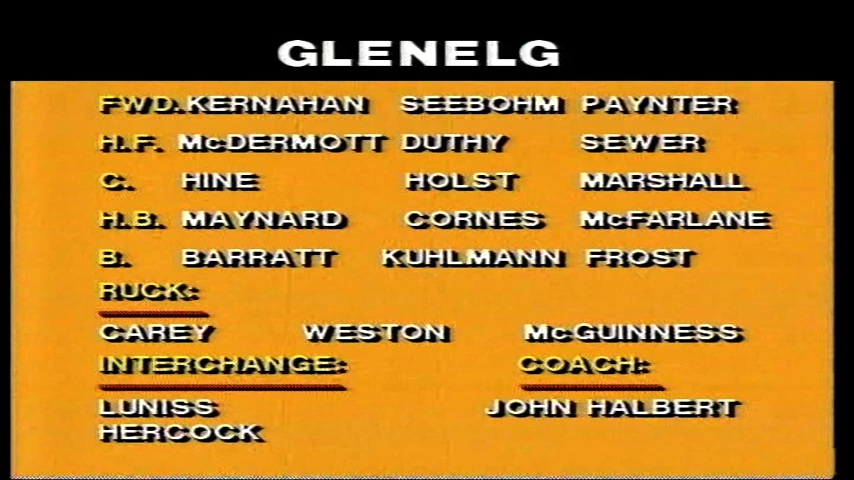 GLENELG
FWD. KERNAHAN SEEBOHM PAYNTER
H.F. McDERMOTT DUTHY SEWER
C. HINE HOLST MARSHALL
H.B. MAYNARD CORNES McFARLANE
B. BARRATT KUHLMANN FROST
RUCK:
CAREY WESTON McGUINNESS
INTERCHANGE: COACH:
LUNISS JOHN HALBERT
HERCOCK